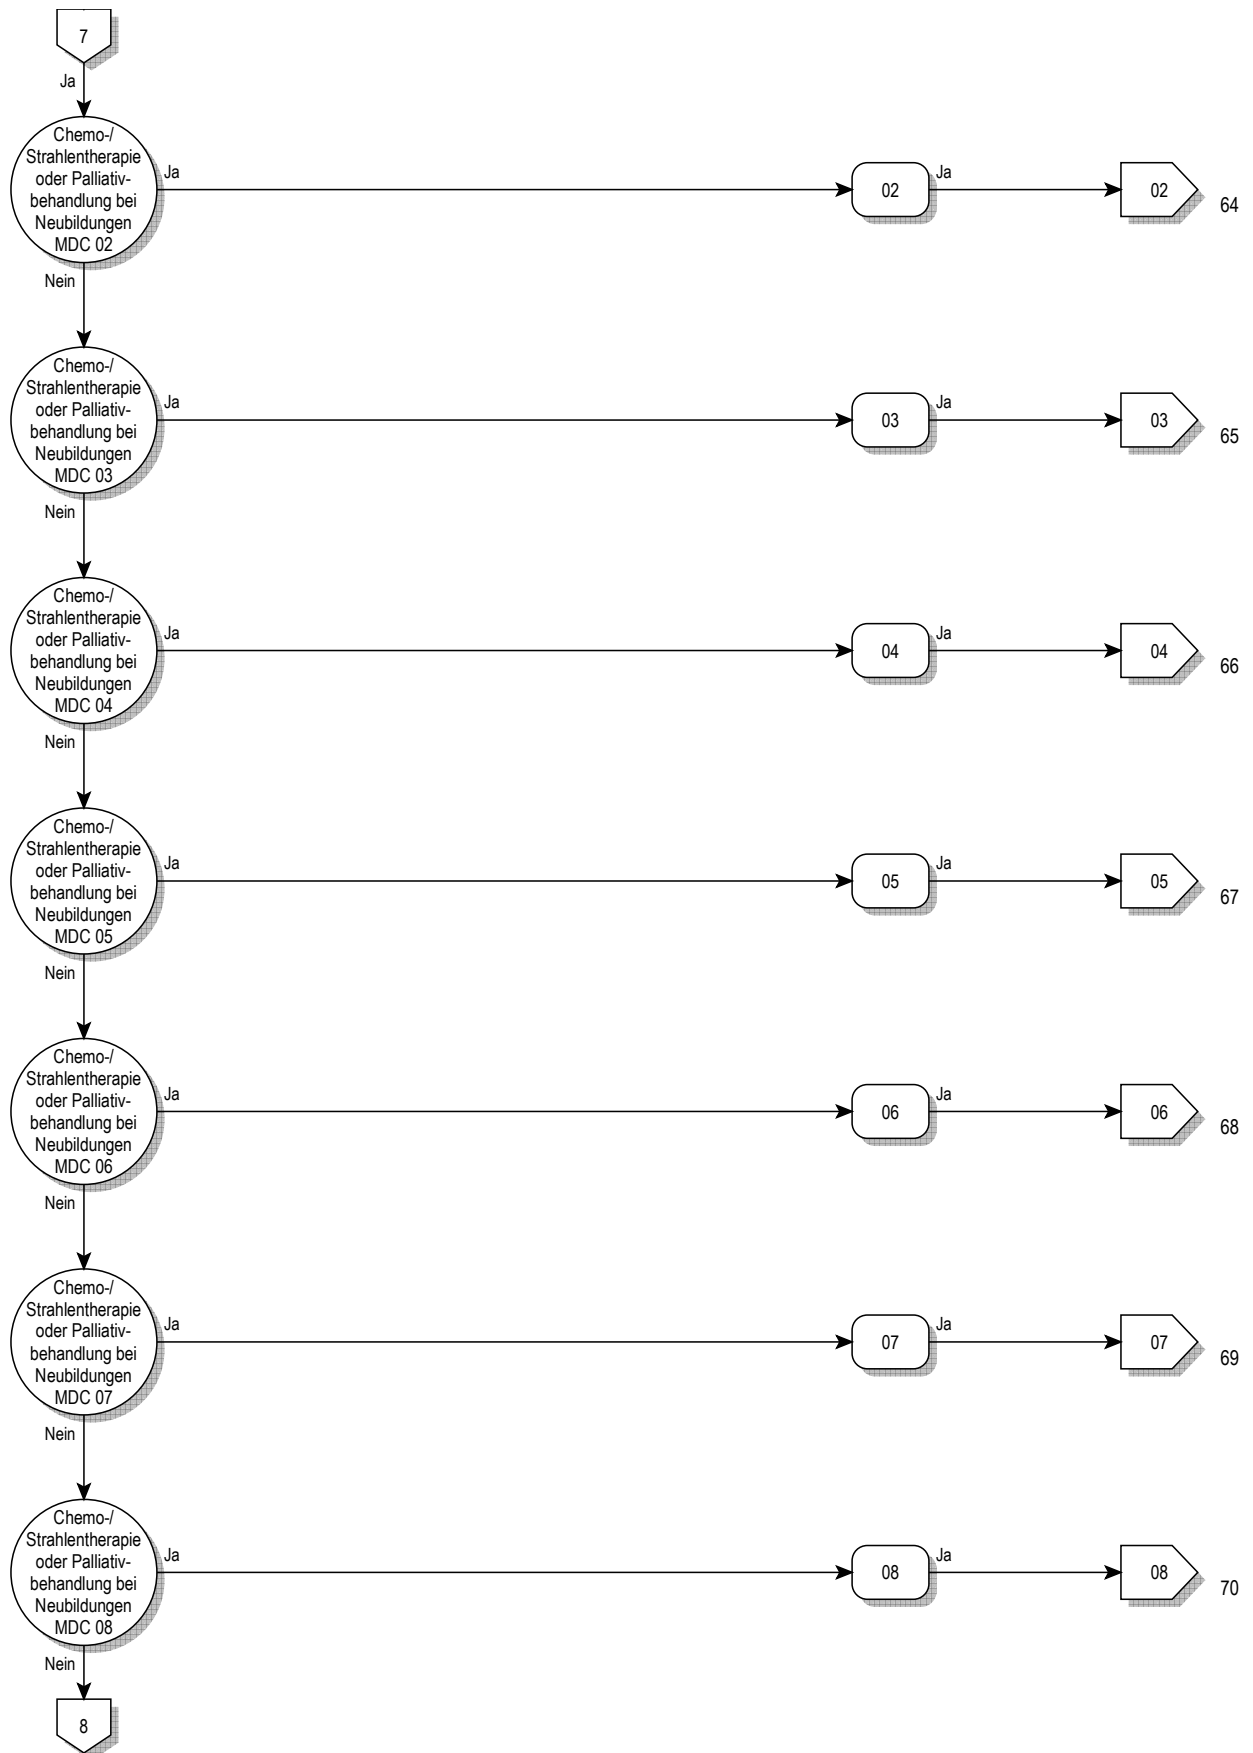 7
Ja
Chemo-/
Strahlentherapie
oder Palliativ-
behandlung bei
Neubildungen
MDC 02
Ja
02
Ja
02
64
Nein
Chemo-/
Strahlentherapie
oder Palliativ-
behandlung bei
Neubildungen
MDC 03
Ja
03
Ja
03
65
Nein
Chemo-/
Strahlentherapie
oder Palliativ-
behandlung bei
Neubildungen
MDC 04
Ja
04
Ja
04
66
Nein
Chemo-/
Strahlentherapie
oder Palliativ-
behandlung bei
Neubildungen
MDC 05
Ja
05
Ja
05
67
Nein
Chemo-/
Strahlentherapie
oder Palliativ-
behandlung bei
Neubildungen
MDC 06
Ja
06
Ja
06
68
Nein
Chemo-/
Strahlentherapie
oder Palliativ-
behandlung bei
Neubildungen
MDC 07
Ja
07
Ja
07
69
Nein
Chemo-/
Strahlentherapie
oder Palliativ-
behandlung bei
Neubildungen
MDC 08
Ja
08
Ja
08
70
Nein
8